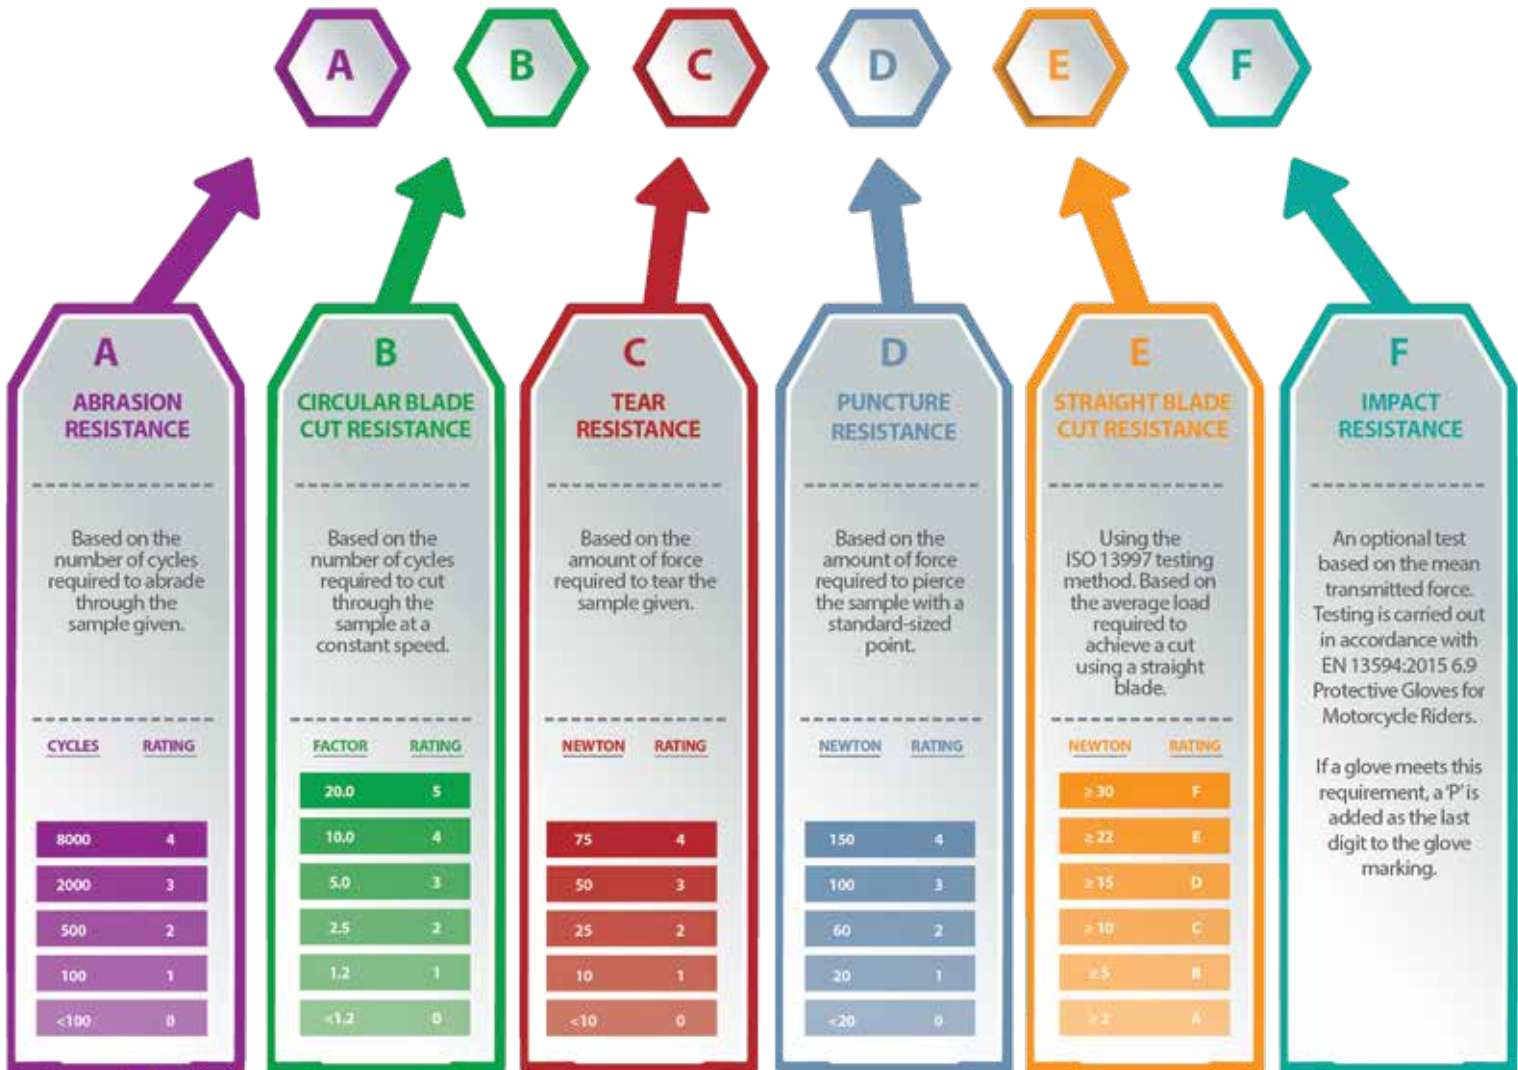 A
B
C
D
E
F
A
ABRASION
RESISTANCE
Based on the
number of cycles
required to abrade
through the
sample given.
CYCLES RATING
8000 4
2000 3
500 2
100 1
<100 0
B
CIRCULAR BLADE
CUT RESISTANCE
Based on the
number of cycles
required to cut
through the
sample at a
constant speed.
FACTOR RATING
20.0 5
10.0 4
5.0 3
2.5 2
1.2 1
<1.2 0
C
TEAR
RESISTANCE
Based on the
amount of force
required to tear the
sample given.
NEWTON RATING
75 4
50 3
25 2
10 1
<10 0
D
PUNCTURE
RESISTANCE
Based on the
amount of force
required to pierce
the sample with a
standard-sized
point.
NEWTON RATING
150 4
100 3
60 2
20 1
<20 0
E
STRAIGHT BLADE
CUT RESISTANCE
Using the
ISO 13997 testing
method. Based on
the average load
required to
achieve a cut
using a straight
blade.
NEWTON RATING
≥ 30 F
≥ 22 E
≥ 15 D
≥ 10 C
≥ 5 B
≥ 2 A
F
IMPACT
RESISTANCE
An optional test
based on the mean
transmitted force.
Testing is carried out
in accordance with
EN 13594:2015 6.9
Protective Gloves for
Motorcycle Riders.
If a glove meets this
requirement, a 'P' is
added as the last
digit to the glove
marking.